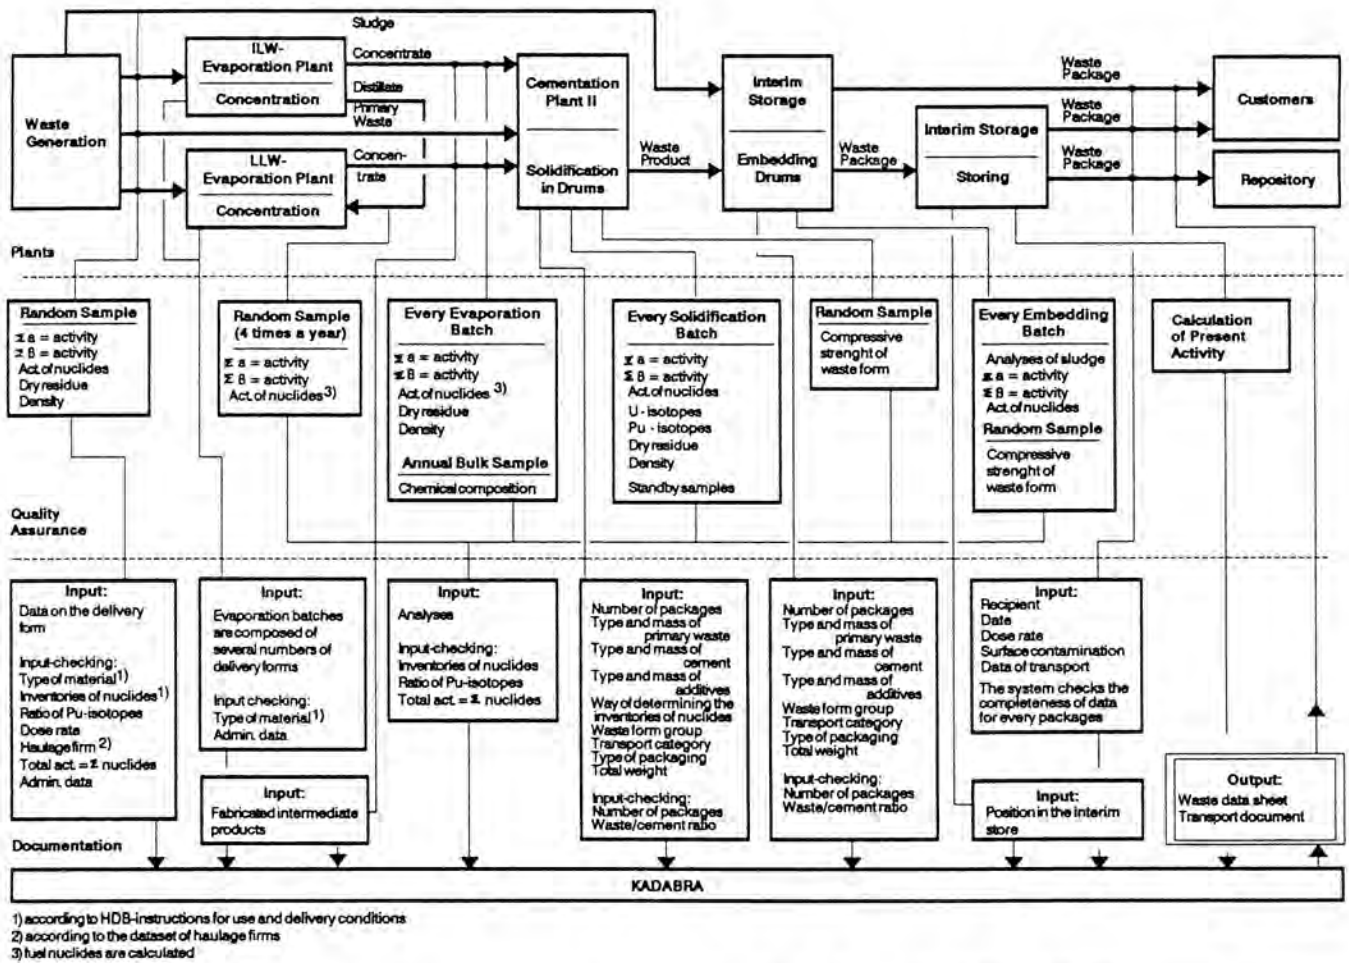 Sludge
ILW-
Evaporation Plant
Concentration
Concentrate
Distillate
Primary
Waste
Waste
Generation
LLW-
Evaporation Plant
Concentration
Concen-
trate
Cementation
Plant II
Solidification
in Drums
Waste
Product
Interim
Storage
Embedding
Drums
Waste
Package
Interim Storage
Storing
Waste
Package
Waste
Package
Waste
Package
Customers
Repository
Plants
Random Sample
Σ a = activity
Σ β = activity
Act. of nuclides
Dry residue
Density
Random Sample
(4 times a year)
Σ a = activity
Σ β = activity
Act. of nuclides 3)
Every Evaporation
Batch
Σ a = activity
Σ β = activity
Act. of nuclides 3)
Dry residue
Density
Annual Bulk Sample
Chemical composition
Every Solidification
Batch
Σ a = activity
Σ β = activity
Act. of nuclides
U - isotopes
Pu - isotopes
Dry residue
Density
Standby samples
Random Sample
Compressive
strenght of
waste form
Every Embedding
Batch
Analyses of sludge
Σ a = activity
Σ β = activity
Act. of nuclides
Random Sample
Compressive
strenght of
waste form
Calculation
of Present
Activity
Quality
Assurance
Input:
Data on the delivery
form
Input-checking:
Type of material 1)
Inventories of nuclides 1)
Ratio of Pu-isotopes
Dose rate
Haulage firm 2)
Total act. = Σ nuclides
Admin. data
Input:
Evaporation batches
are composed of
several numbers of
delivery forms
Input checking:
Type of material 1)
Admin. data.
Input:
Fabricated intermediate
products
Input:
Analyses
Input-checking:
Inventories of nuclides
Ratio of Pu-isotopes
Total act. = Σ nuclides
Input:
Number of packages
Type and mass of
primary waste
Type and mass of
cement
Type and mass of
additives
Way of determining the
inventories of nuclides
Waste form group
Transport category
Type of packaging
Total weight
Input-checking:
Number of packages
Waste/cement ratio
Input:
Number of packages
Type and mass of
primary waste
Type and mass of
cement
Type and mass of
additives
Waste form group
Transport category
Type of packaging
Total weight
Input-checking:
Number of packages
Waste/cement ratio
Input:
Recipient
Date
Dose rate
Surface contamination
Data of transport
The system checks the
completeness of data
for every packages
Input:
Position in the interim
store
Output:
Waste data sheet
Transport document
Documentation
KADABRA
1) according to HDB-instructions for use and delivery conditions
2) according to the dataset of haulage firms
3) fuel nuclides are calculated